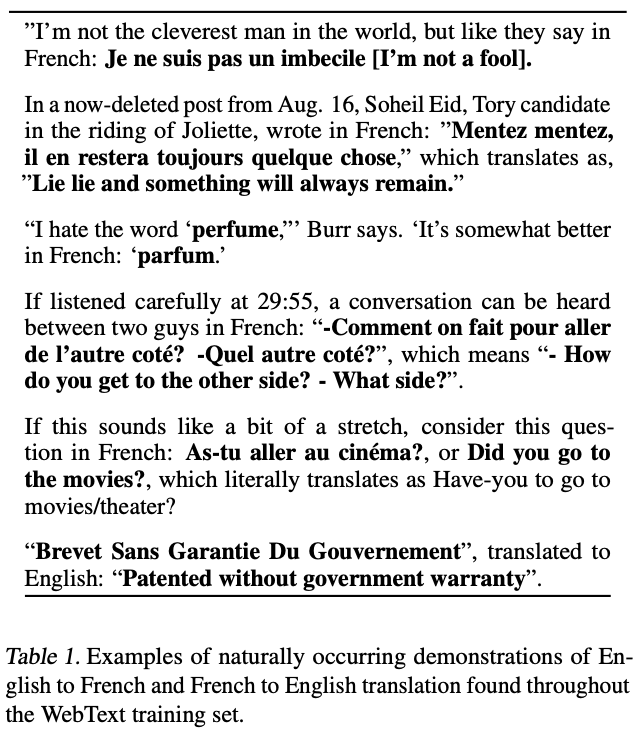 ”I’m not the cleverest man in the world, but like they say in
French: Je ne suis pas un imbecile [I’m not a fool].
In a now-deleted post from Aug. 16, Soheil Eid, Tory candidate
in the riding of Joliette, wrote in French: ”Mentez mentez,
il en restera toujours quelque chose,” which translates as,
”Lie lie and something will always remain.”
“I hate the word ‘perfume,”’ Burr says. ‘It’s somewhat better
in French: ‘parfum.’
If listened carefully at 29:55, a conversation can be heard
between two guys in French: “-Comment on fait pour aller
de l’autre coté? -Quel autre coté?”, which means “- How
do you get to the other side? - What side?”.
If this sounds like a bit of a stretch, consider this ques-
tion in French: As-tu aller au cinéma?, or Did you go to
the movies?, which literally translates as Have-you to go to
movies/theater?
“Brevet Sans Garantie Du Gouvernement”, translated to
English: “Patented without government warranty”.
Table 1. Examples of naturally occurring demonstrations of En-
glish to French and French to English translation found throughout
the WebText training set.